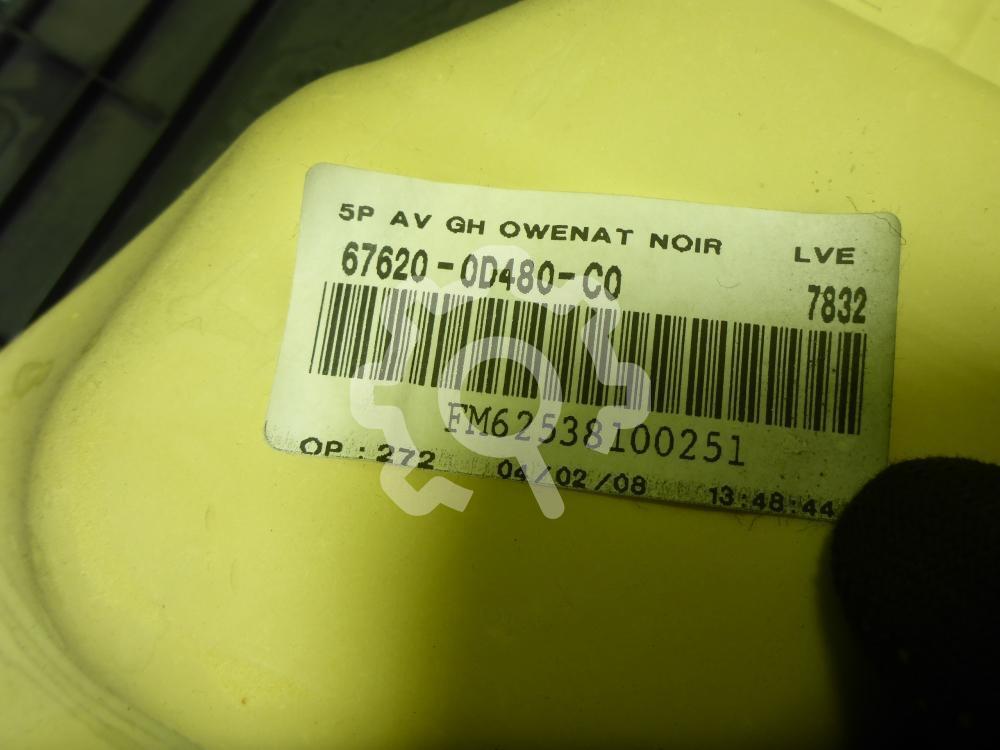 5P AV GH OWENAT NOIR LVE
67620-0D480-C0 7832
FM62538100251
OP : 272 04/02/08 13:48:44